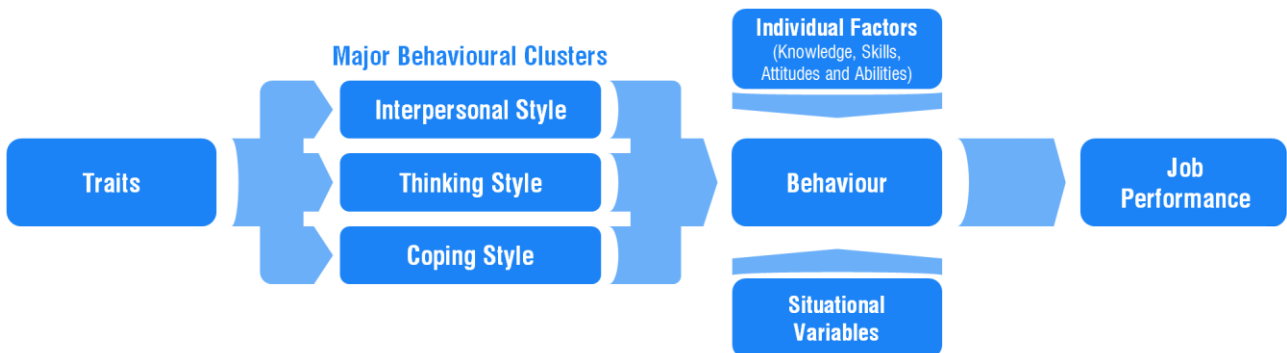 Traits
Major Behavioural Clusters
Interpersonal Style
Thinking Style
Coping Style
Individual Factors
(Knowledge, Skills,
Attitudes and Abilities)
Behaviour
Situational
Variables
Job
Performance